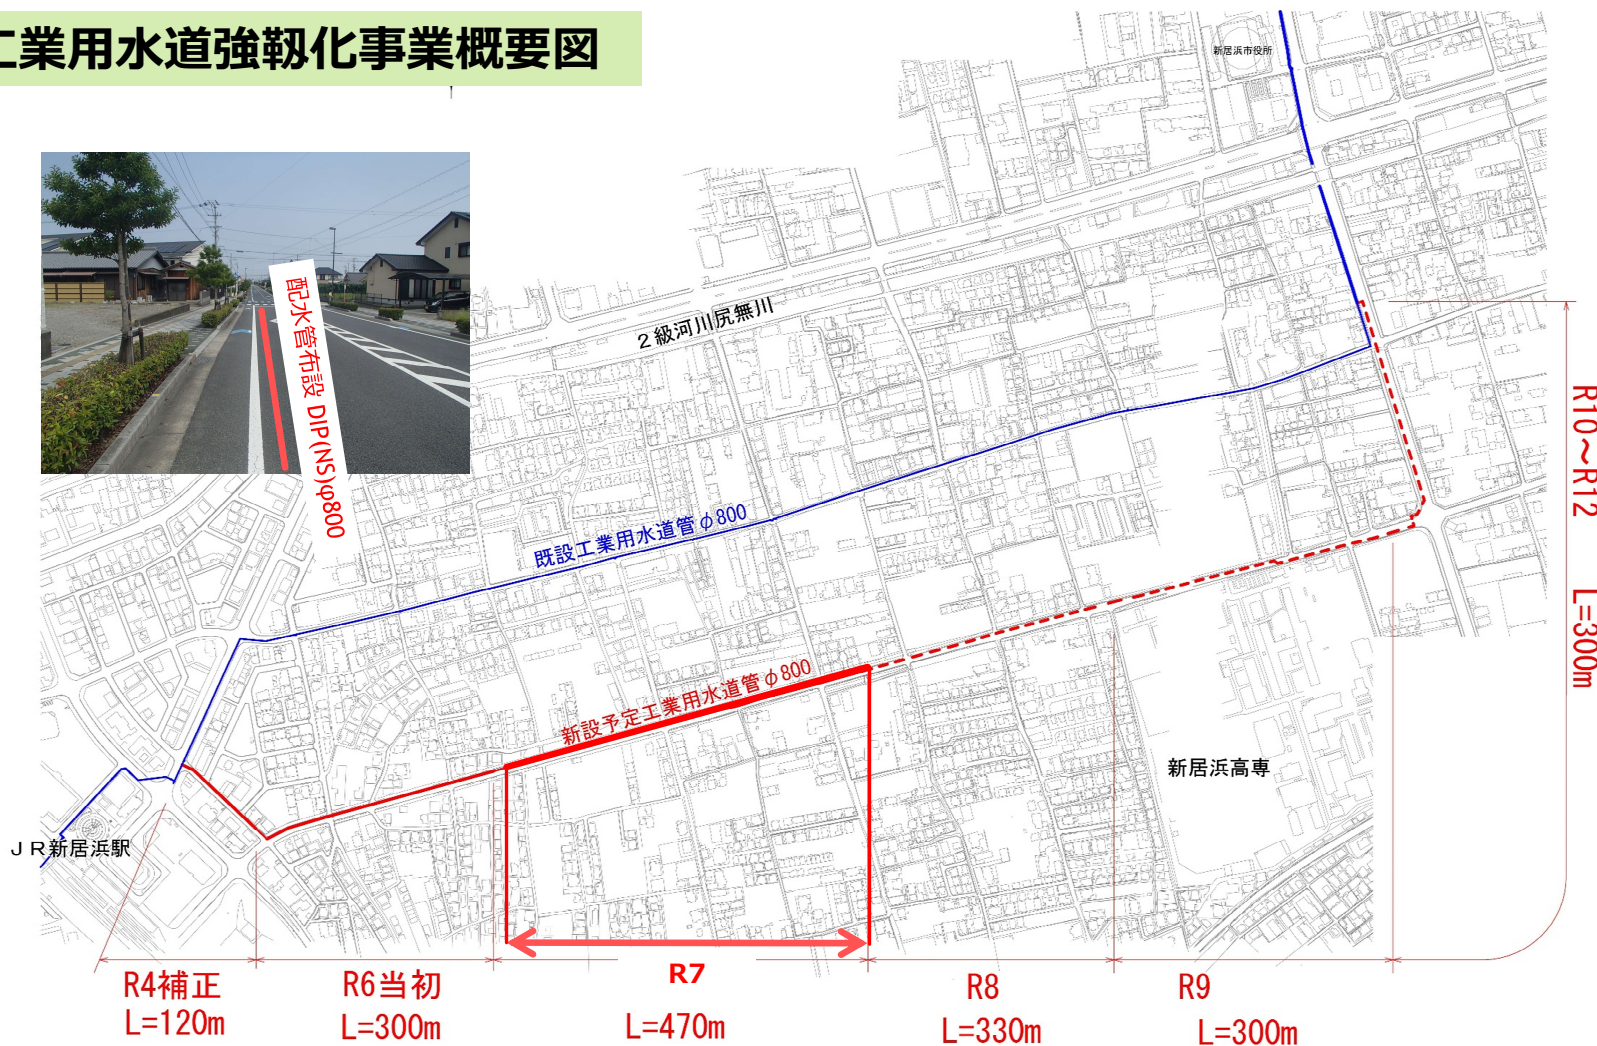 工業用水道強靱化事業概要図
新居浜市役所
配水管布設 DIP(NS)φ800
2級河川尻無川
既設工業用水道管φ800
新設予定工業用水道管φ800
新居浜高専
JR新居浜駅
R10～R12 L=300m
R4補正
L=120m
R6当初
L=300m
R7
L=470m
R8
L=330m
R9
L=300m